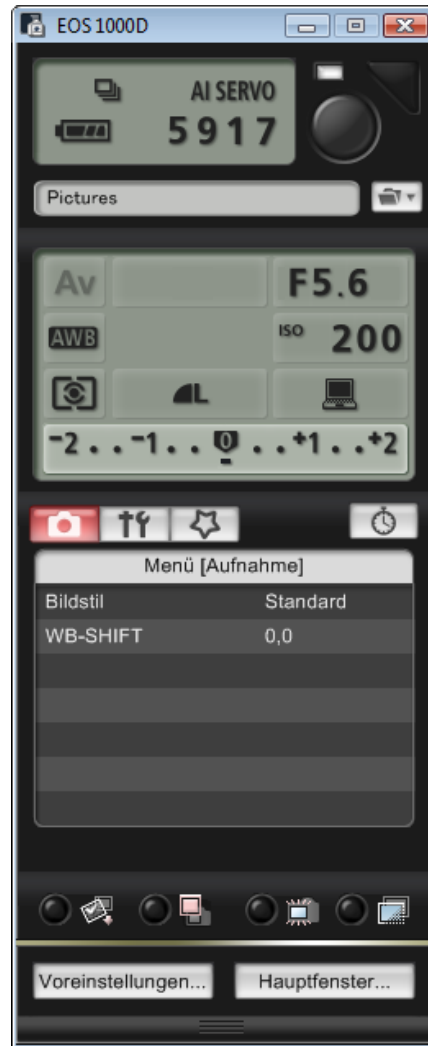 EOS 1000D
AI SERVO
5917
Pictures
Av
F5.6
AWB
ISO 200
L
-2..-1..0..+1..+2
Menü [Aufnahme]
Bildstil Standard
WB-SHIFT 0,0
Voreinstellungen... Hauptfenster...